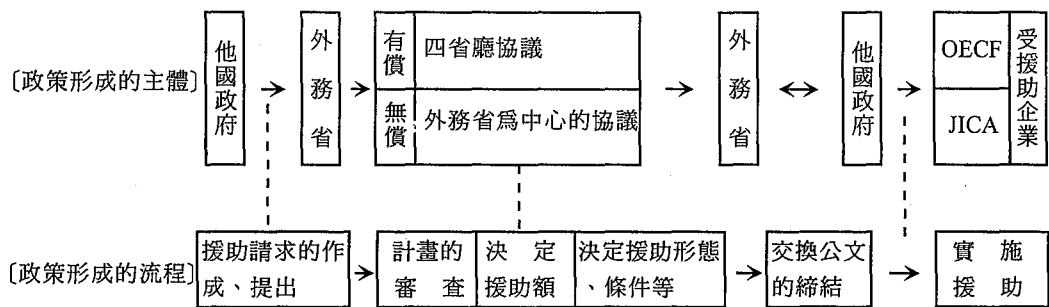 〔政策形成的主體〕
他國政府
外務省
有償
四省廳協議
無償
外務省爲中心的協議
外務省
他國政府
OECF
JICA
受援助企業
〔政策形成的流程〕
援助請求的作
成、提出
計畫的
審查
決定
援助額
決定援助形態
、條件等
交換公文
的締結
實施
援助